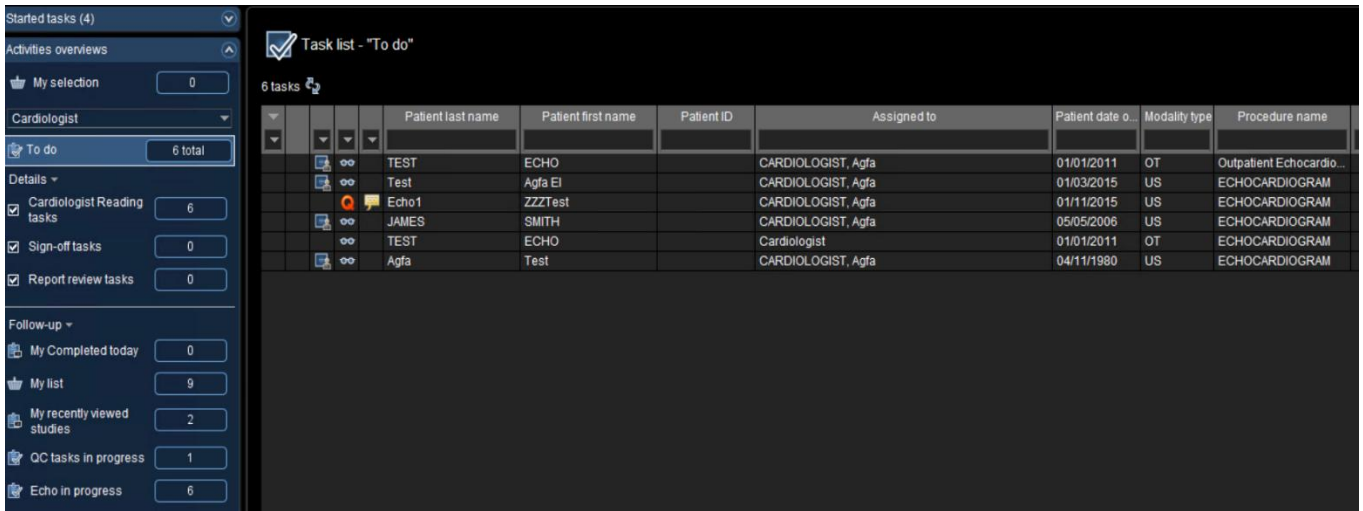 Started tasks (4)
Activities overviews
My selection 0
Cardiologist
To do 6 total
Details
Cardiologist Reading tasks 6
Sign-off tasks 0
Report review tasks 0
Follow-up
My Completed today 0
My list 9
My recently viewed studies 2
QC tasks in progress 1
Echo in progress 6
Task list - "To do"
6 tasks
Patient last name Patient first name Patient ID Assigned to Patient date o... Modality type Procedure name
TEST ECHO CARDIOLOGIST, Agfa 01/01/2011 OT Outpatient Echocardio...
Test Agfa El CARDIOLOGIST, Agfa 01/03/2015 US ECHOCARDIOGRAM
Q Echo1 ZZZTest CARDIOLOGIST, Agfa 01/11/2015 US ECHOCARDIOGRAM
JAMES SMITH CARDIOLOGIST, Agfa 05/05/2006 US ECHOCARDIOGRAM
TEST ECHO Cardiologist 01/01/2011 OT ECHOCARDIOGRAM
Agfa Test CARDIOLOGIST, Agfa 04/11/1980 US ECHOCARDIOGRAM